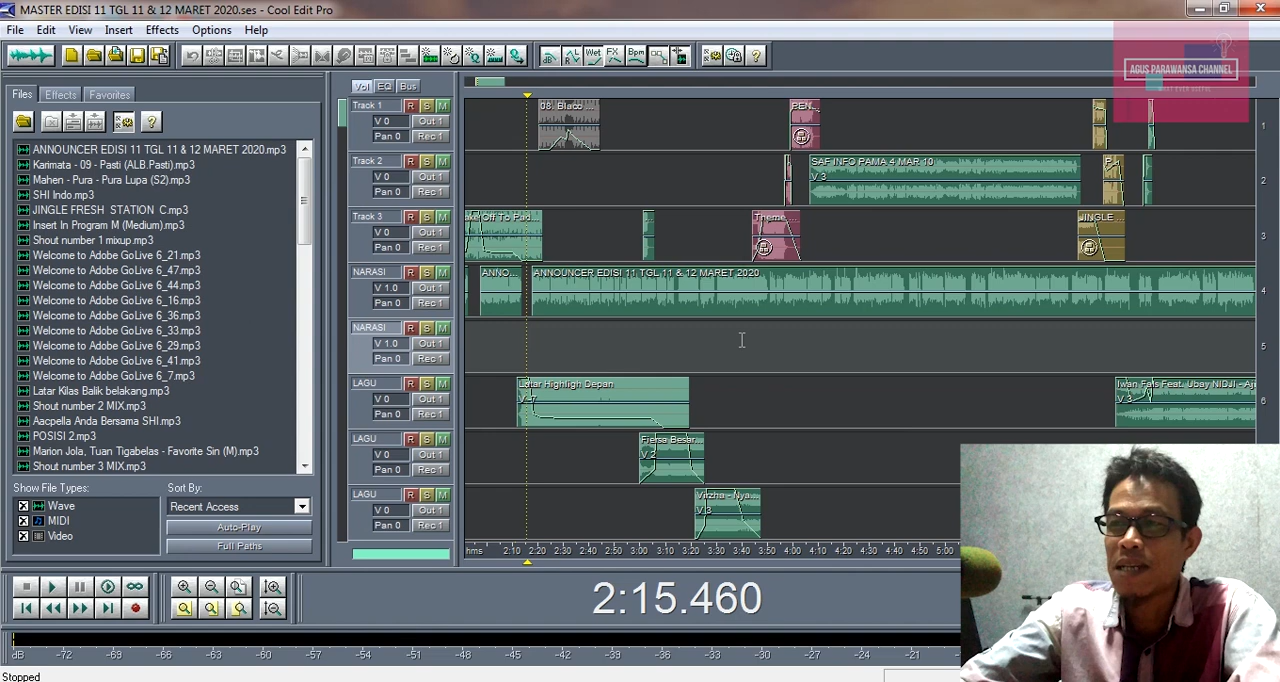 MASTER EDISI 11 TGL 11 & 12 MARET 2020.ses - Cool Edit Pro
File Edit View Insert Effects Options Help
Wet FX Bpm
AGUS PARAWANSA CHANNEL
Files Effects Favorites
ANNOUNCER EDISI 11 TGL 11 & 12 MARET 2020.mp3
Karimata - 09 - Pasti (ALB.Pasti).mp3
Mahen - Pura - Pura Lupa (S2).mp3
SHI Indo.mp3
JINGLE FRESH STATION C.mp3
Insert In Program M (Medium).mp3
Shout number 1 mixup.mp3
Welcome to Adobe GoLive 6_21.mp3
Welcome to Adobe GoLive 6_47.mp3
Welcome to Adobe GoLive 6_44.mp3
Welcome to Adobe GoLive 6_16.mp3
Welcome to Adobe GoLive 6_36.mp3
Welcome to Adobe GoLive 6_33.mp3
Welcome to Adobe GoLive 6_29.mp3
Welcome to Adobe GoLive 6_41.mp3
Welcome to Adobe GoLive 6_7.mp3
Latar Kilas Balik belakang.mp3
Shout number 2 MIX.mp3
Aacpella Anda Bersama SHI.mp3
POSISI 2.mp3
Marion Jola, Tuan Tigabelas - Favorite Sin (M).mp3
Shout number 3 MIX.mp3
Show File Types:
Wave
MIDI
Video
Sort By:
Recent Access
Auto-Play
Full Paths
Vol EQ Bus
Track 1 R S M
V 0 Out 1
Pan 0 Rec 1
08. Blaco...
PEN...
1
Track 2 R S M
V 0 Out 1
Pan 0 Rec 1
SAF INFO PAMA 4 MAR 10
V 3
P...
2
Track 3 R S M
V 0 Out 1
Pan 0 Rec 1
Off To Pad...
Theme...
JINGLE...
3
NARASI R S M
V 1.0 Out 1
Pan 0 Rec 1
ANNO...
ANNOUNCER EDISI 11 TGL 11 & 12 MARET 2020
4
NARASI R S M
V 1.0 Out 1
Pan 0 Rec 1
5
LAGU R S M
V 0 Out 1
Pan 0 Rec 1
Latar Highligh Depan
V -7
Iwan Fals Feat. Ubay NIDJI -
V 3
6
LAGU R S M
V 0 Out 1
Pan 0 Rec 1
Fiersa Besar...
V 2
LAGU R S M
V 0 Out 1
Pan 0 Rec 1
Virzha - Nya...
V 3
hms 2:10 2:20 2:30 2:40 2:50 3:00 3:10 3:20 3:30 3:40 3:50 4:00 4:10 4:20 4:30 4:40 4:50 5:00
2:15.460
dB -72 -69 -66 -63 -60 -57 -54 -51 -48 -45 -42 -39 -36 -33 -30 -27 -24 -21
Stopped